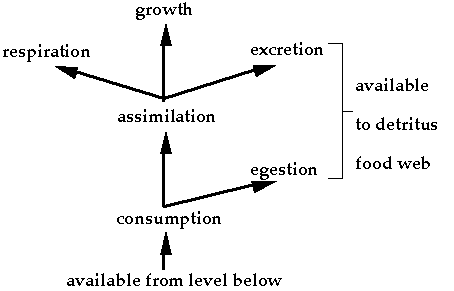 growth
respiration
excretion
available
assimilation
to detritus
egestion
food web
consumption
available from level below